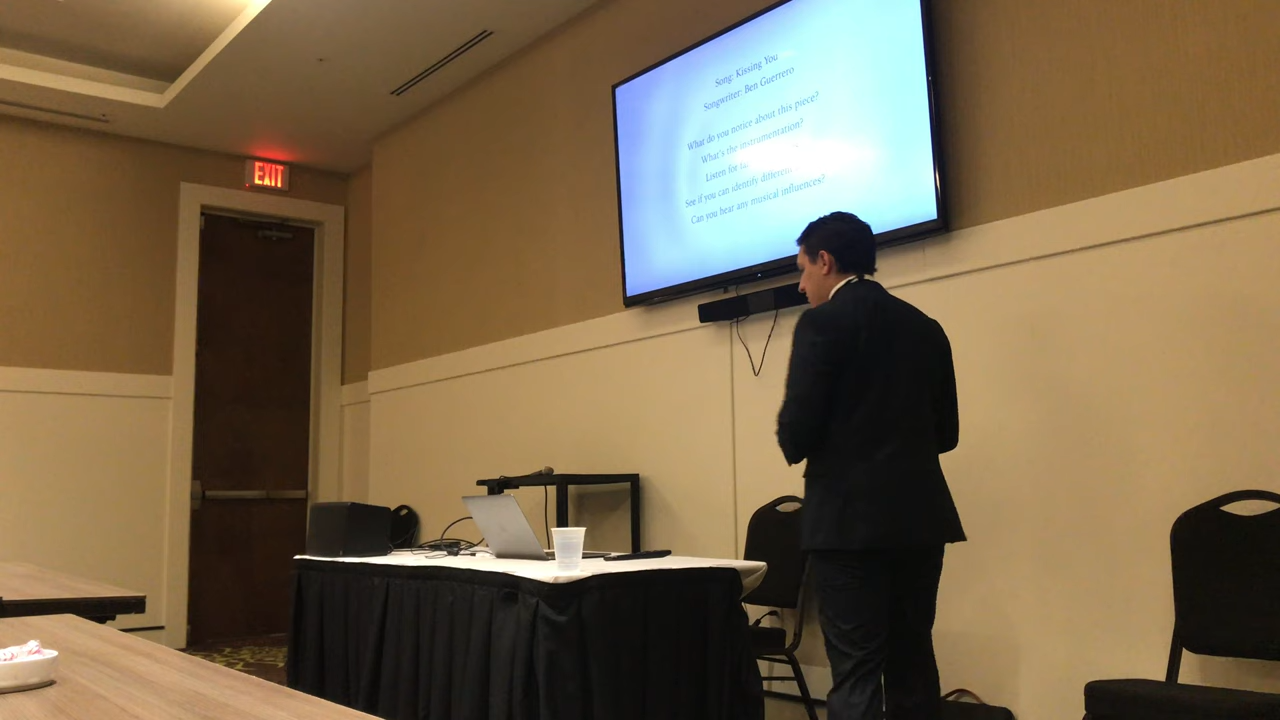 EXIT
Song: Kissing You
Songwriter: Ben Guerrero
What do you notice about this piece?
What's the instrumentation?
Listen for
See if you can identify different
Can you hear any musical influences?